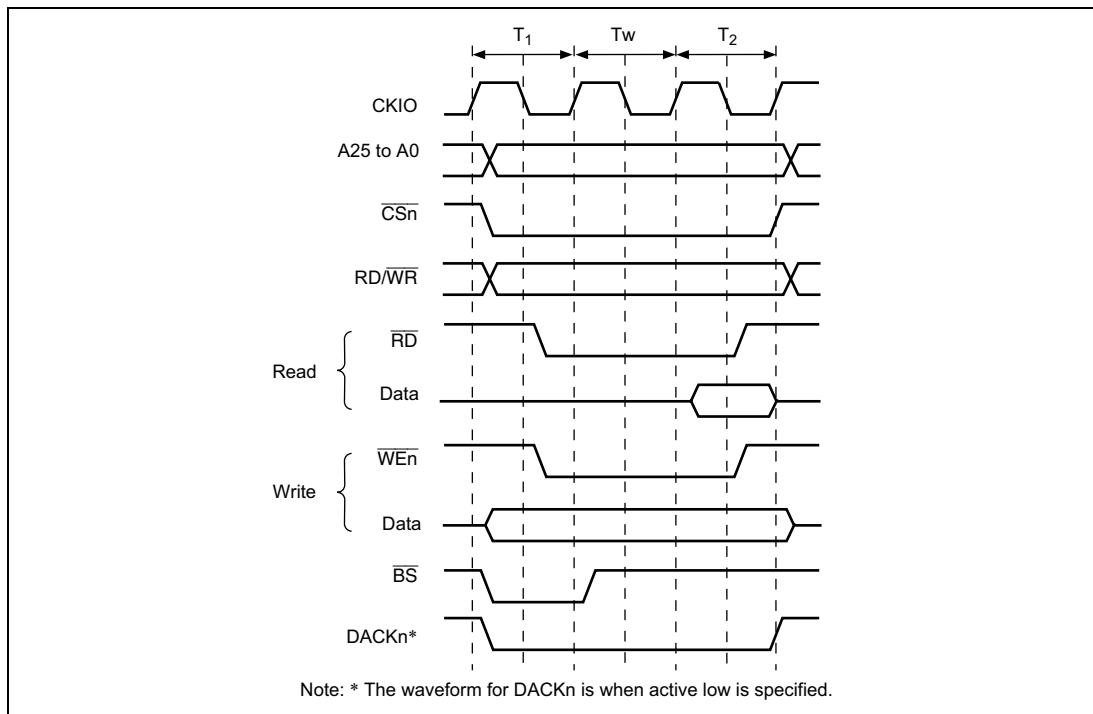 T1 Tw T2
CKIO
A25 to A0
CSn
RD/WR
RD
Read
Data
WEn
Write
Data
BS
DACKn*
Note: * The waveform for DACKn is when active low is specified.